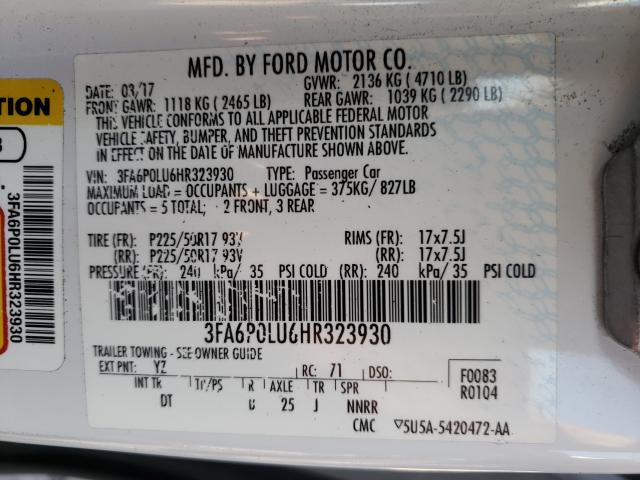 MFD. BY FORD MOTOR CO.
DATE: 03/17 GVWR: 2136 KG ( 4710 LB)
FRONT GAWR: 1118 KG ( 2465 LB) REAR GAWR: 1039 KG ( 2290 LB)
THIS VEHICLE CONFORMS TO ALL APPLICABLE FEDERAL MOTOR
VEHICLE SAFETY, BUMPER, AND THEFT PREVENTION STANDARDS
IN EFFECT ON THE DATE OF MANUFACTURE SHOWN ABOVE.
VIN: 3FA6P0LU6HR323930 TYPE: Passenger Car
MAXIMUM LOAD = OCCUPANTS + LUGGAGE = 375KG/ 827LB
OCCUPANTS = 5 TOTAL; 2 FRONT, 3 REAR
TIRE (FR): P225/50R17 93V RIMS (FR): 17x7.5J
(RR): P225/50R17 93V (RR): 17x7.5J
PRESSURE (FR): 240 kPa/ 35 PSI COLD (RR): 240 kPa/ 35 PSI COLD
3FA6P0LU6HR323930
TRAILER TOWING - SEE OWNER GUIDE
EXT PNT: YZ RC: 71 DSO: F0083
INT TR TP/PS R AXLE TR SPR R0104
DT 25 J NNRR
CMC 5U5A-5420472-AA
TION
3FA6P0LU6HR323930